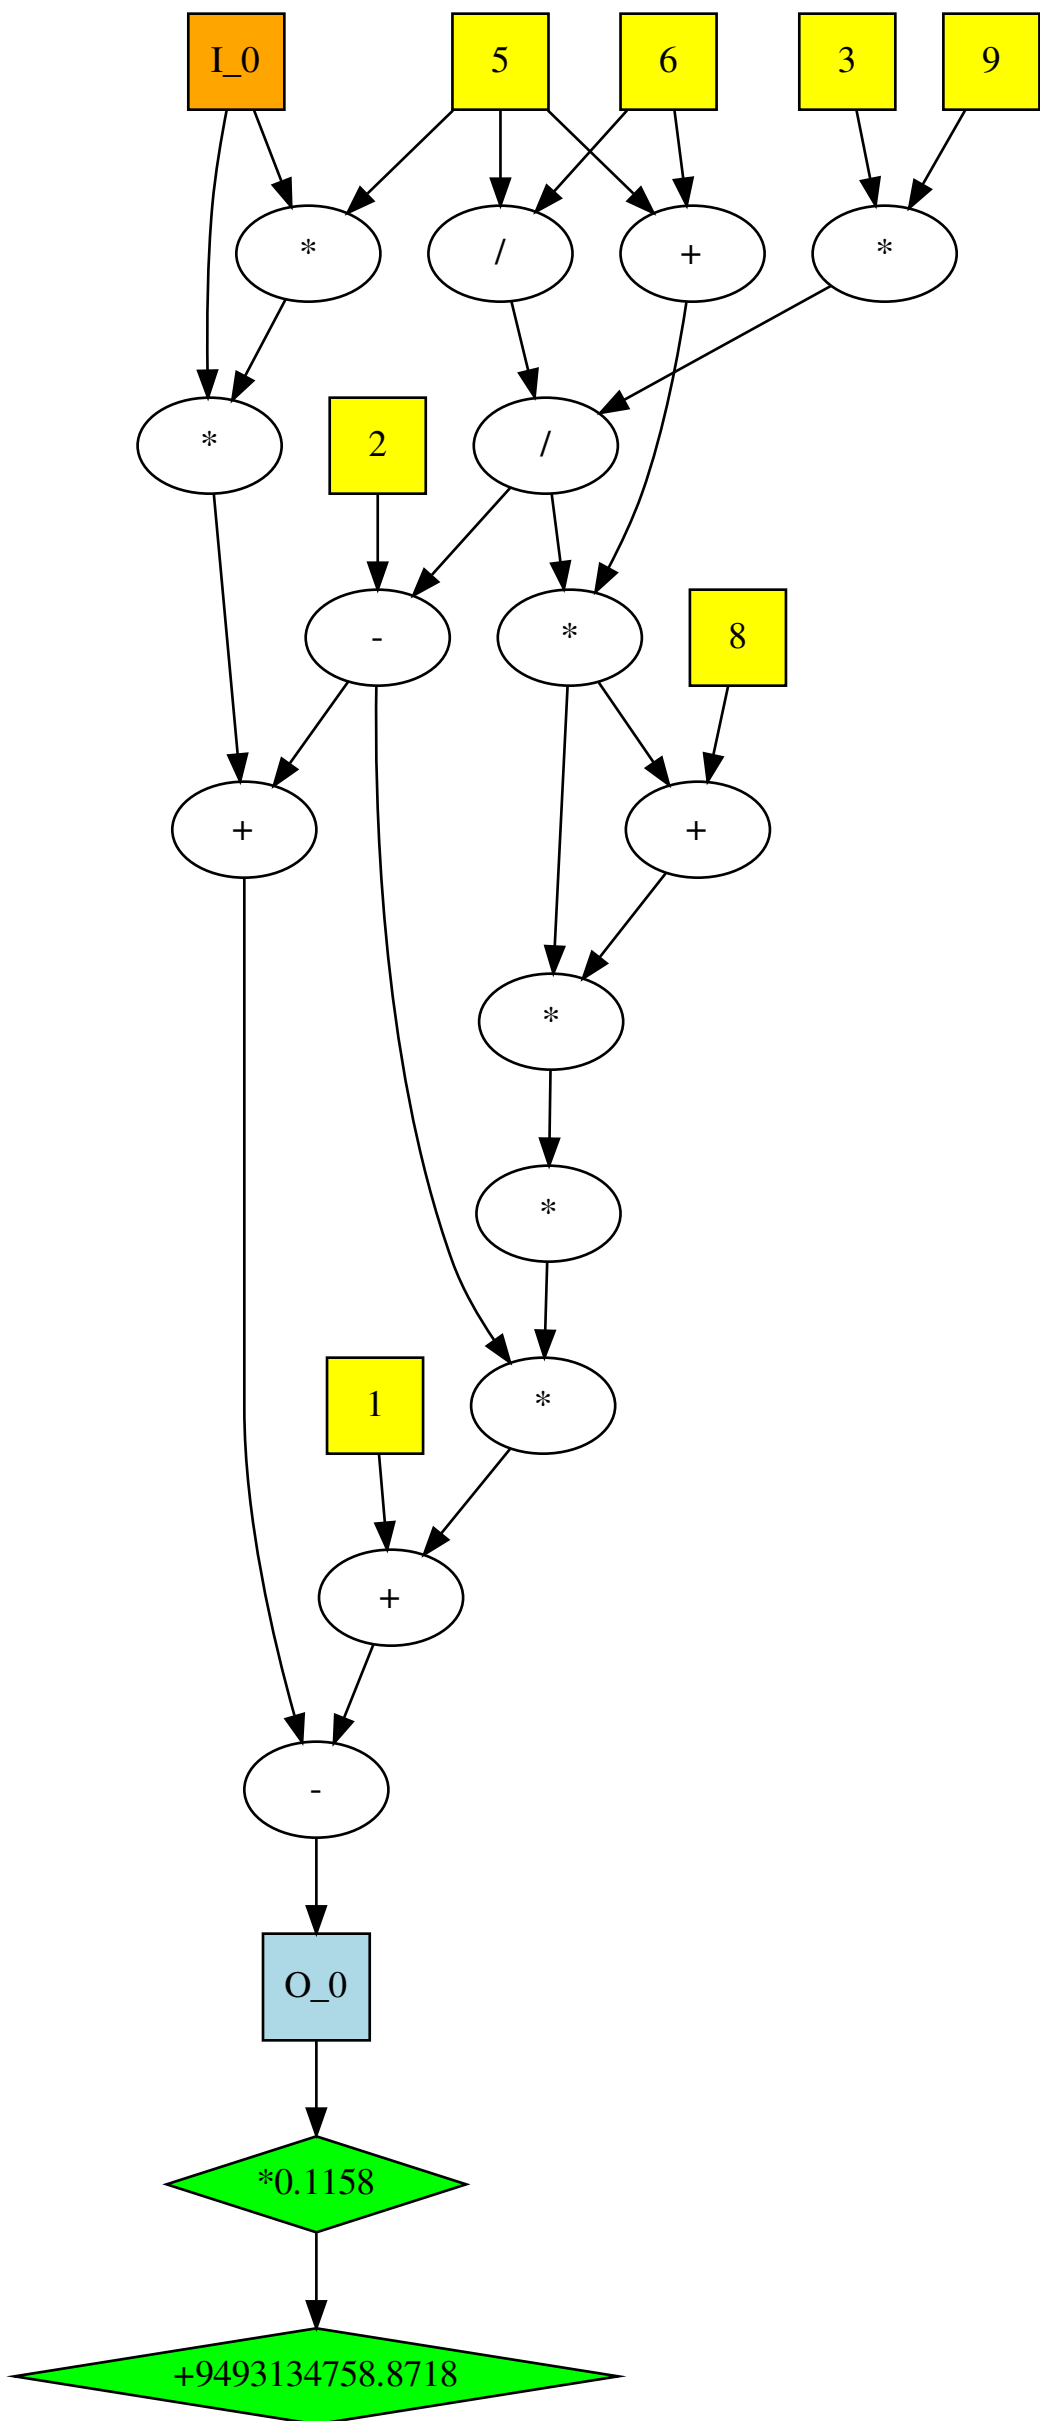 I_0 5 6 3 9
* / + *
* 2 /
- * 8
+ +
*
*
1 *
+
-
O_0
*0.1158
+9493134758.8718